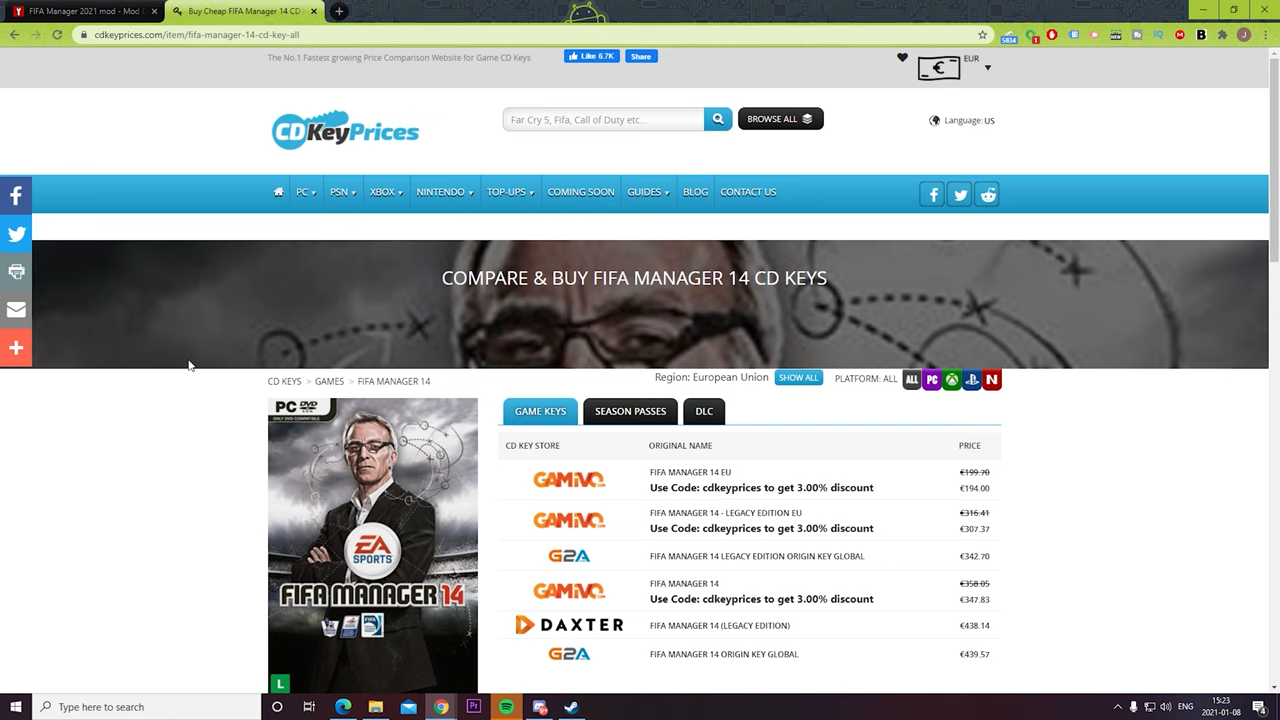 FIFA Manager 2021 mod - Mod
Buy Cheap FIFA Manager 14 CD K
cdkeyprices.com/item/fifa-manager-14-cd-key-all
The No.1 Fastest growing Price Comparison Website for Game CD Keys
Like 6.7K
Share
€
EUR
CDKeyPrices
Far Cry 5, Fifa, Call of Duty etc...
BROWSE ALL
Language: US
PC
PSN
XBOX
NINTENDO
TOP-UPS
COMING SOON
GUIDES
BLOG
CONTACT US
COMPARE & BUY FIFA MANAGER 14 CD KEYS
CD KEYS > GAMES > FIFA MANAGER 14
Region: European Union
SHOW ALL
PLATFORM: ALL
ALL
PC
PC DVD
EA SPORTS
FIFA MANAGER 14
L
GAME KEYS
SEASON PASSES
DLC
CD KEY STORE
ORIGINAL NAME
PRICE
GAMIVO.COM
FIFA MANAGER 14 EU
€199.70
Use Code: cdkeyprices to get 3.00% discount
€194.00
GAMIVO.COM
FIFA MANAGER 14 - LEGACY EDITION EU
€316.41
Use Code: cdkeyprices to get 3.00% discount
€307.37
G2A
FIFA MANAGER 14 LEGACY EDITION ORIGIN KEY GLOBAL
€342.70
GAMIVO.COM
FIFA MANAGER 14
€358.05
Use Code: cdkeyprices to get 3.00% discount
€347.83
DAXTER
FIFA MANAGER 14 (LEGACY EDITION)
€438.14
G2A
FIFA MANAGER 14 ORIGIN KEY GLOBAL
€439.57
Type here to search
ENG
15:23
2021-01-08